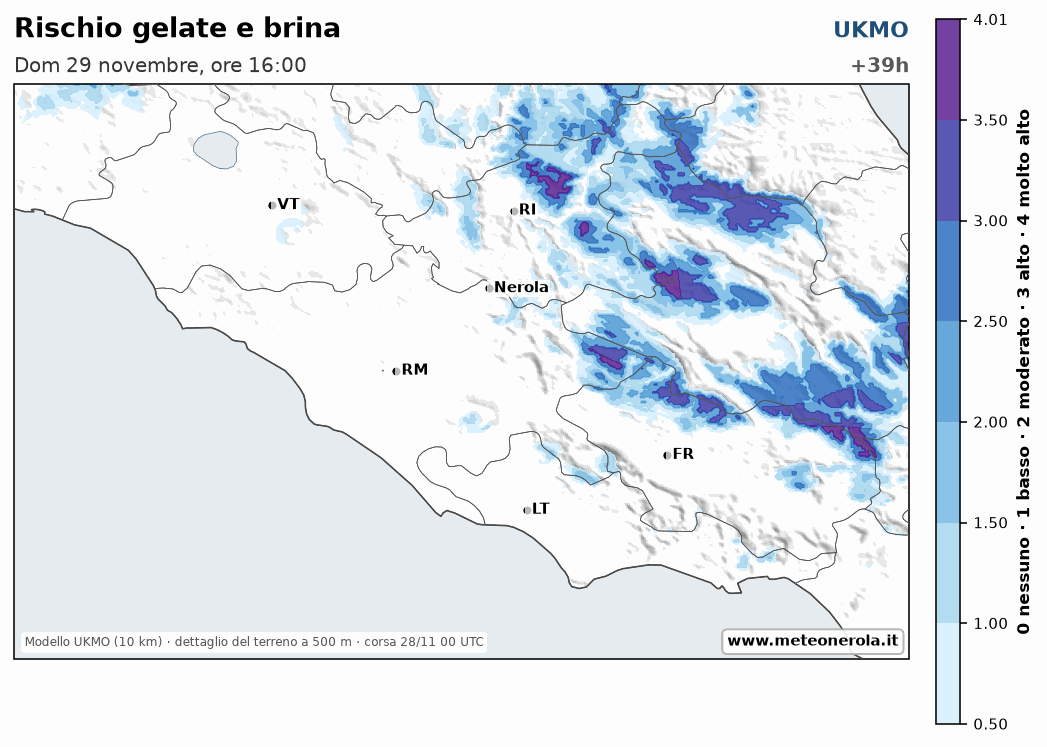 Rischio gelate e brina
UKMO
Dom 29 novembre, ore 16:00
+39h
4.01
3.50
3.00
2.50
2.00
1.50
1.00
0.50
0 nessuno · 1 basso · 2 moderato · 3 alto · 4 molto alto
VT
RI
Nerola
RM
FR
LT
Modello UKMO (10 km) · dettaglio del terreno a 500 m · corsa 28/11 00 UTC
www.meteonerola.it